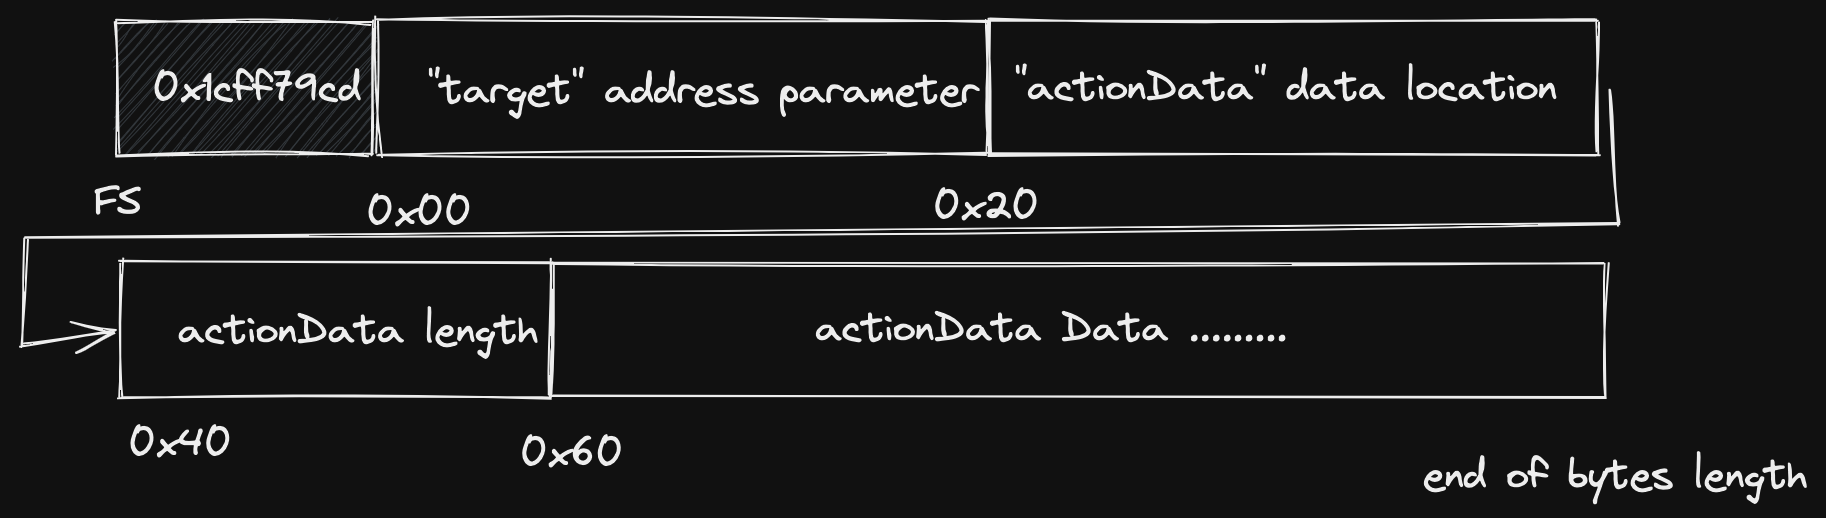 0x1cff79cd
"target" address parameter
"actionData" data location
FS
0x00
0x20
actionData length
actionData Data .........
0x40
0x60
end of bytes length